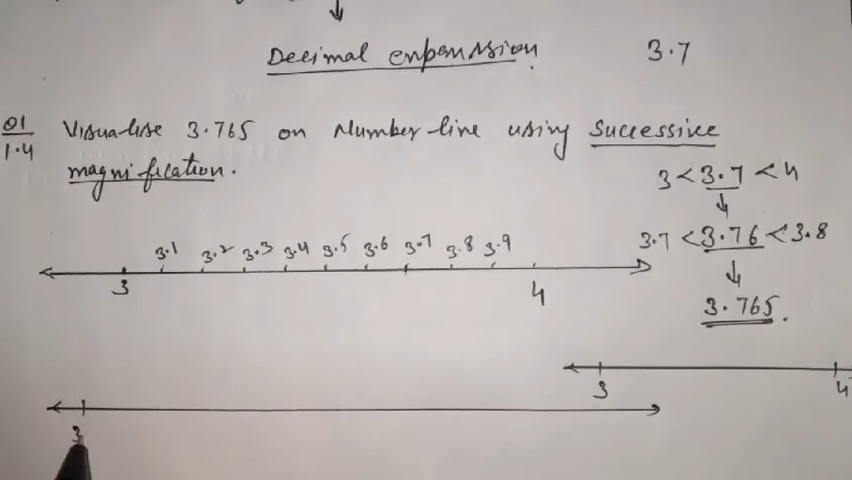 Decimal expansion. 3.7
Q1 Visualise 3.765 on Number line using Successive
1.4 magnification.
3 < 3.7 < 4
3.7 < 3.76 < 3.8
3.765.
3.1 3.2 3.3 3.4 3.5 3.6 3.7 3.8 3.9
3 4
3 4
3